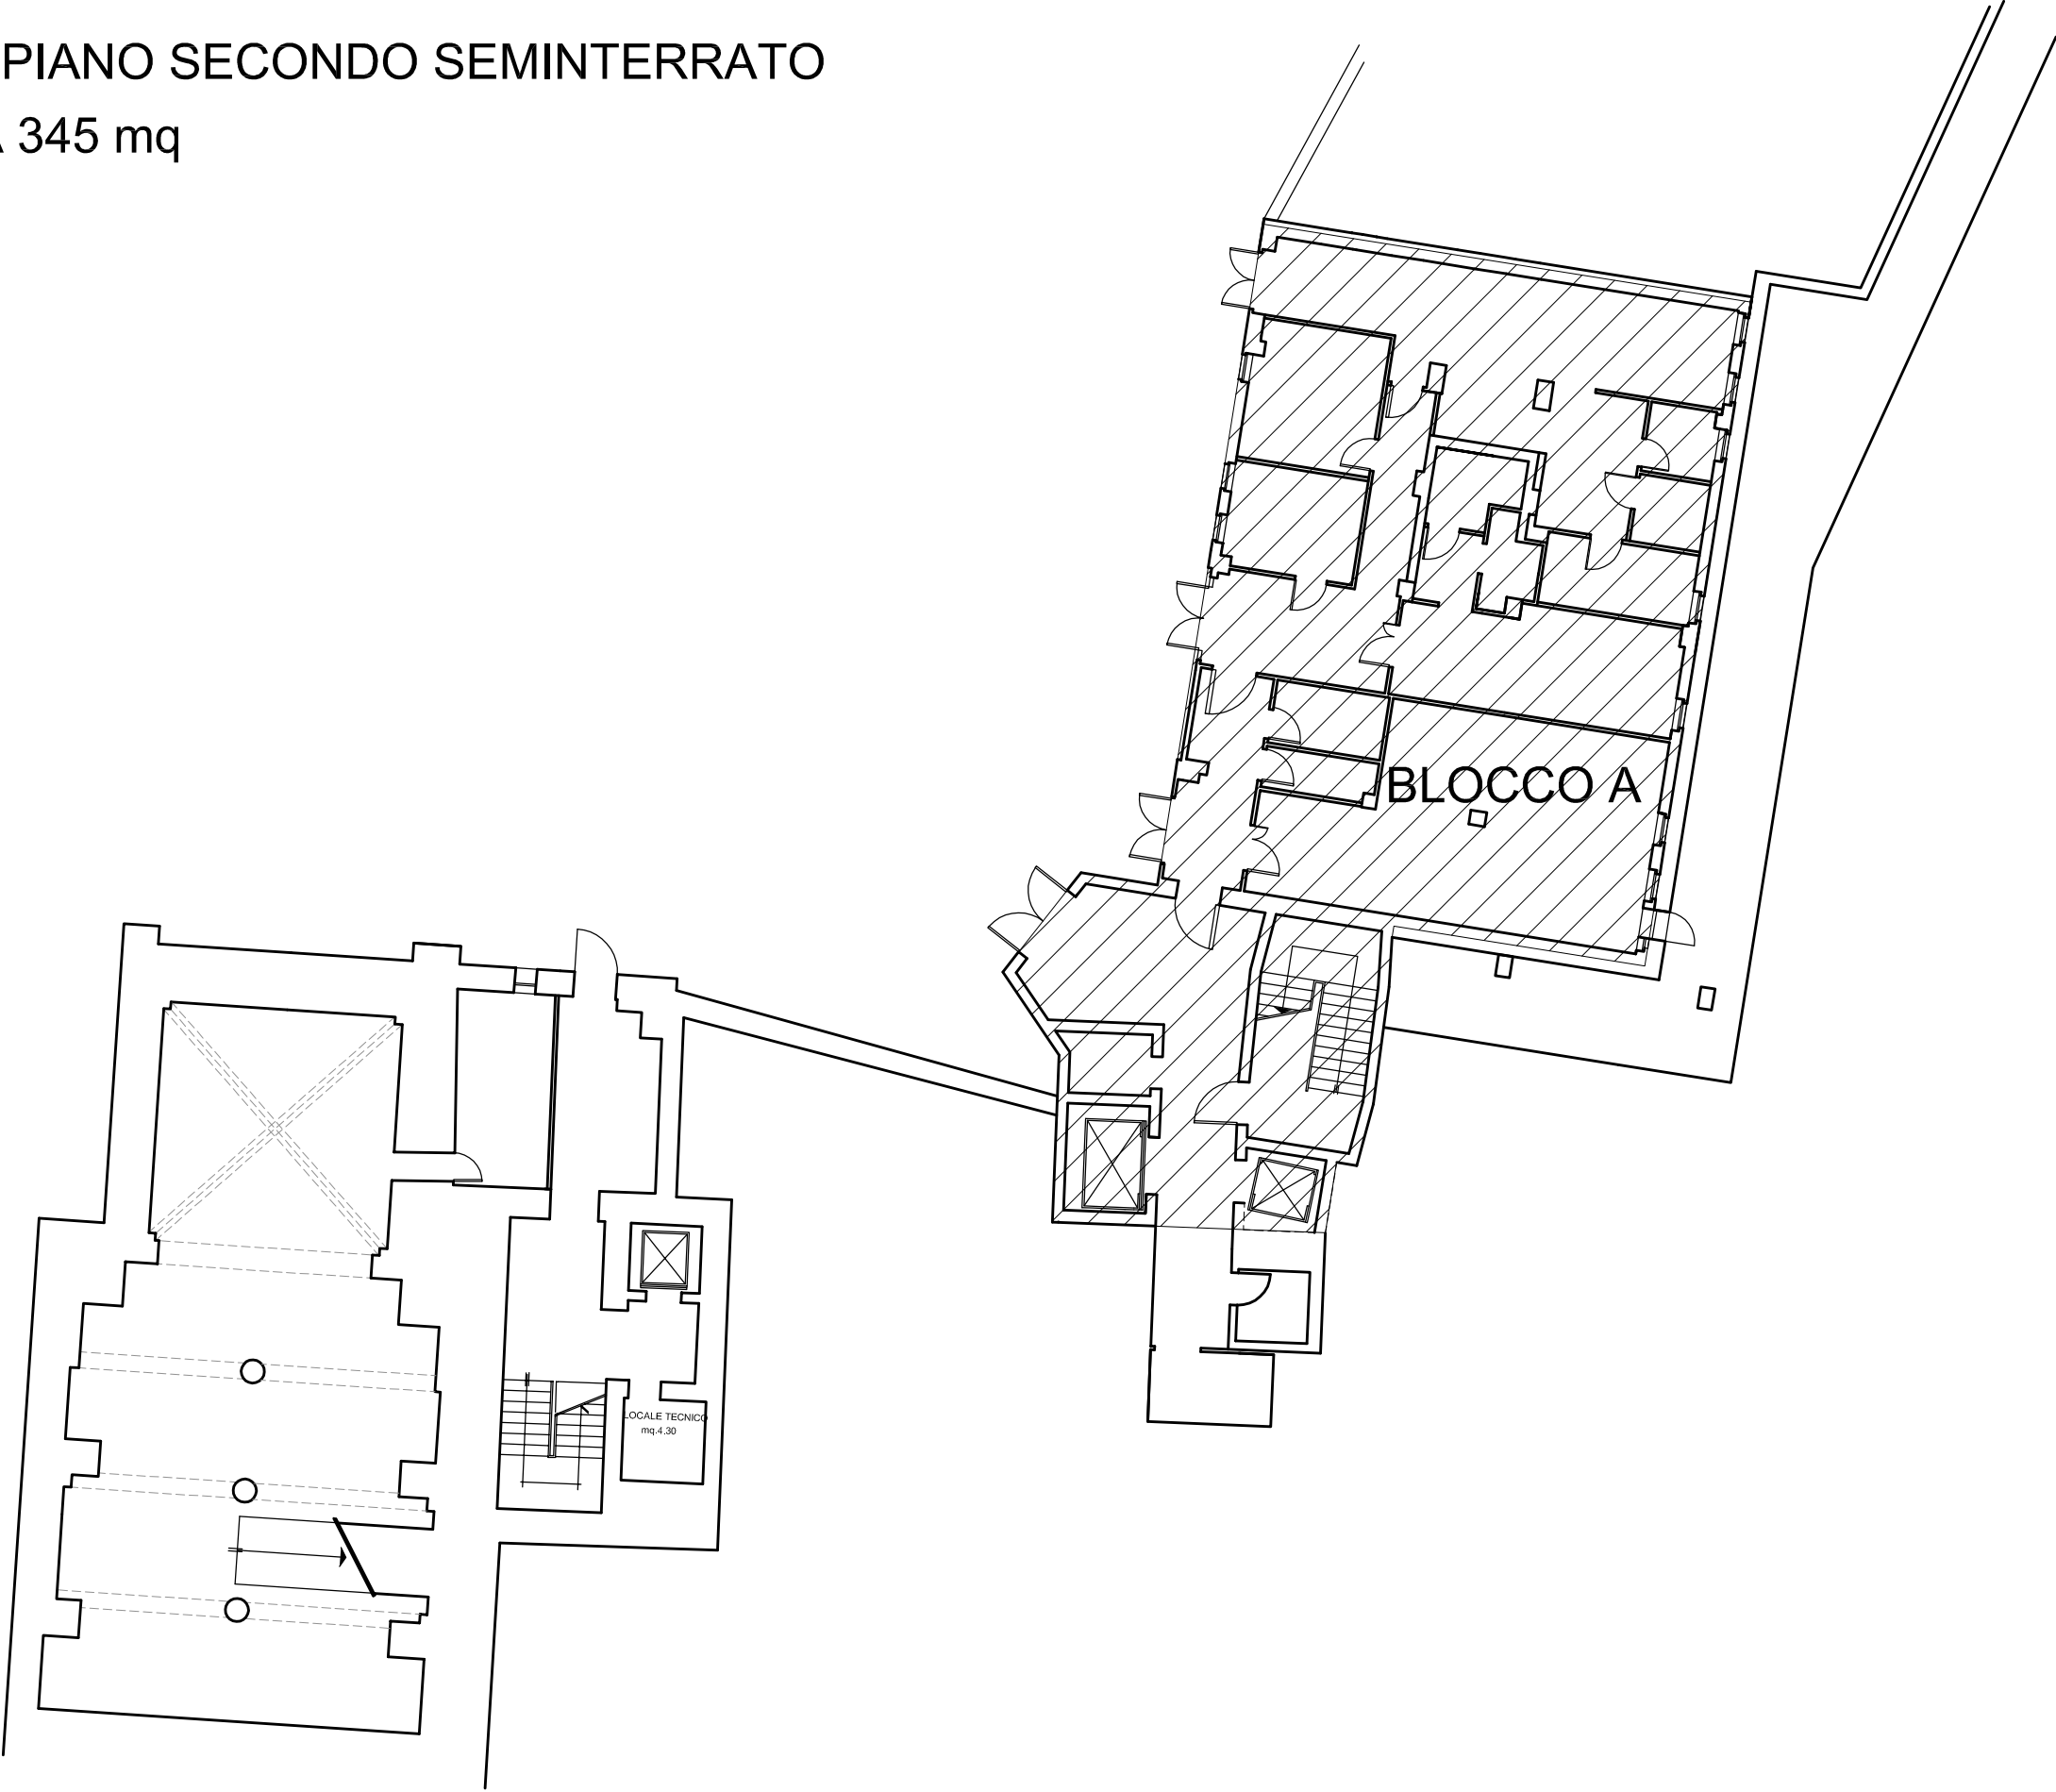 PIANO SECONDO SEMINTERRATO
345 mq
BLOCCO A
LOCALE TECNICO
mq.4.30